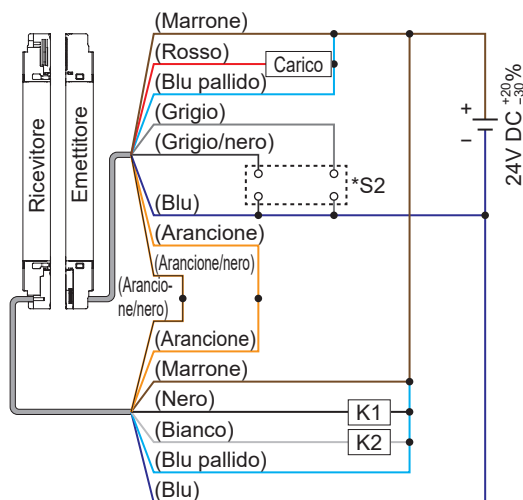 (Marrone)
(Rosso)
Carico
(Blu pallido)
(Grigio)
(Grigio/nero)
*S2
(Blu)
(Arancione)
(Arancione/nero)
(Arancio-
ne/nero)
(Arancione)
(Marrone)
(Nero)
K1
(Bianco)
K2
(Blu pallido)
(Blu)
Ricevitore
Emettitore
+
−
24V DC +20 −30 %